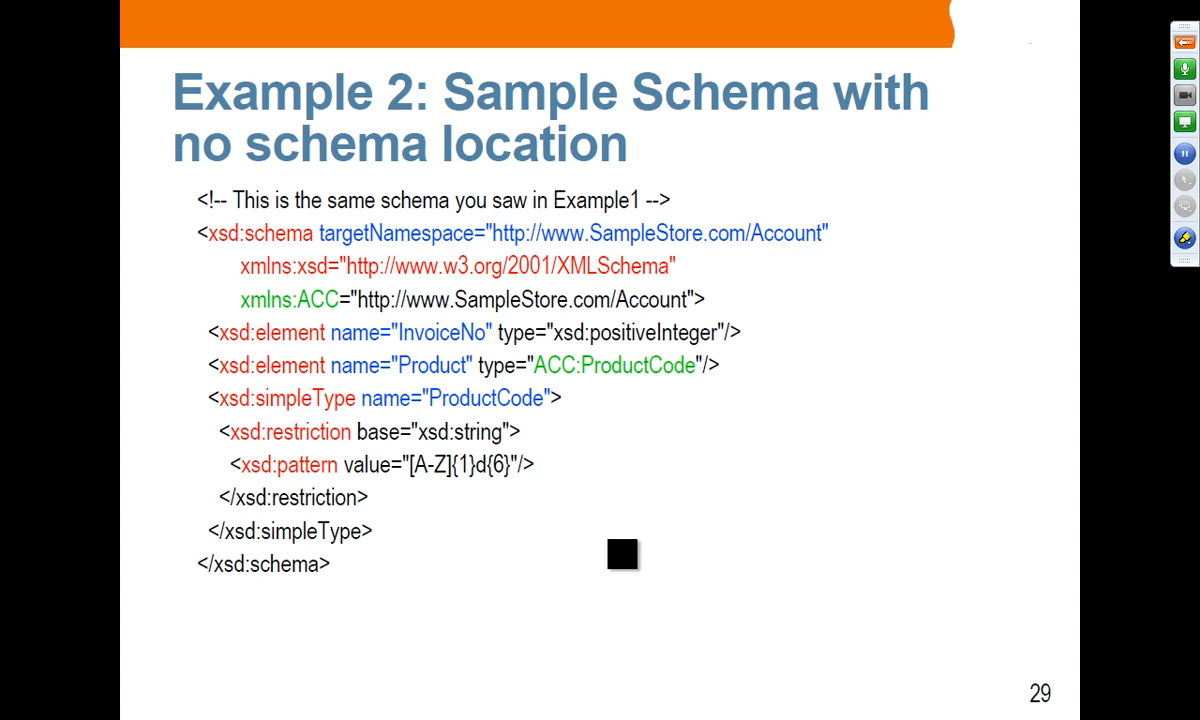 Example 2: Sample Schema with
no schema location
<!-- This is the same schema you saw in Example1 -->
<xsd:schema targetNamespace="http://www.SampleStore.com/Account"
xmlns:xsd="http://www.w3.org/2001/XMLSchema"
xmlns:ACC="http://www.SampleStore.com/Account">
<xsd:element name="InvoiceNo" type="xsd:positiveInteger"/>
<xsd:element name="Product" type="ACC:ProductCode"/>
<xsd:simpleType name="ProductCode">
<xsd:restriction base="xsd:string">
<xsd:pattern value="[A-Z]{1}d{6}"/>
</xsd:restriction>
</xsd:simpleType>
</xsd:schema>
29